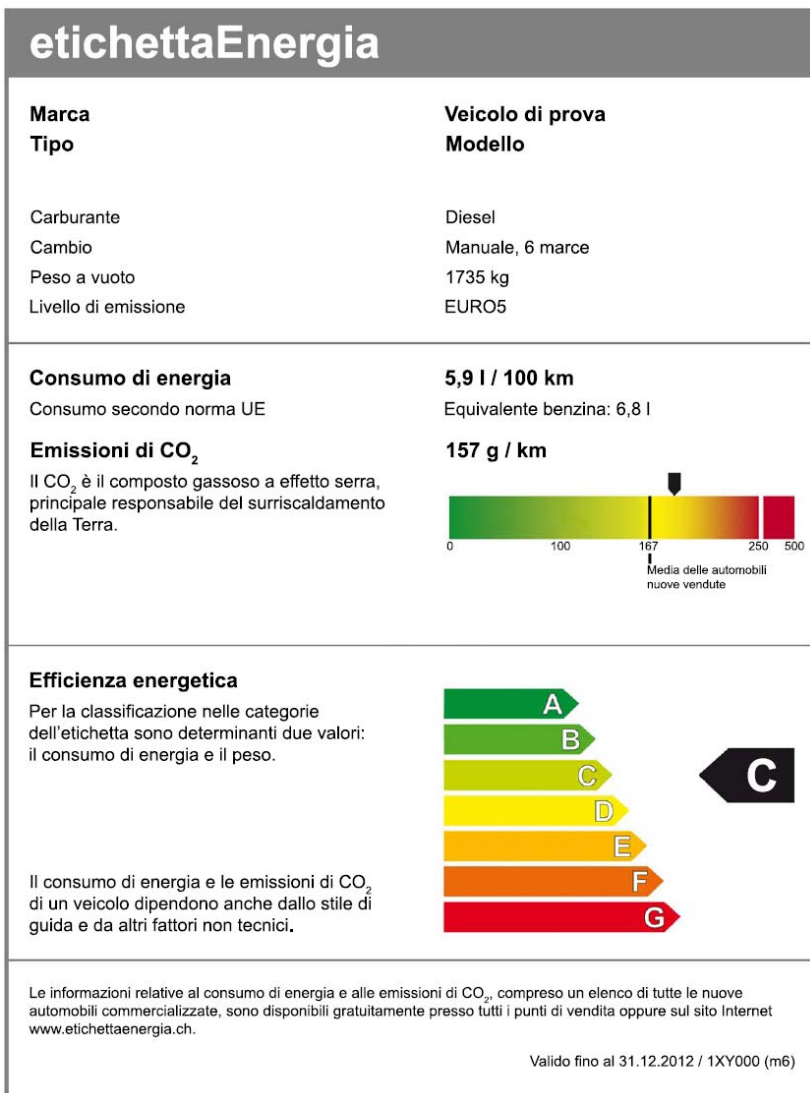 etichettaEnergia
Marca Veicolo di prova
Tipo Modello
Carburante Diesel
Cambio Manuale, 6 marce
Peso a vuoto 1735 kg
Livello di emissione EURO5
Consumo di energia 5,9 l / 100 km
Consumo secondo norma UE Equivalente benzina: 6,8 l
Emissioni di CO₂ 157 g / km
Il CO₂ è il composto gassoso a effetto serra,
principale responsabile del surriscaldamento
della Terra.
0 100 167 250 500
Media delle automobili
nuove vendute
Efficienza energetica
Per la classificazione nelle categorie
dell'etichetta sono determinanti due valori:
il consumo di energia e il peso.
A
B
C
C
D
E
F
G
Il consumo di energia e le emissioni di CO₂
di un veicolo dipendono anche dallo stile di
guida e da altri fattori non tecnici.
Le informazioni relative al consumo di energia e alle emissioni di CO₂, compreso un elenco di tutte le nuove
automobili commercializzate, sono disponibili gratuitamente presso tutti i punti di vendita oppure sul sito Internet
www.etichettaenergia.ch.
Valido fino al 31.12.2012 / 1XY000 (m6)